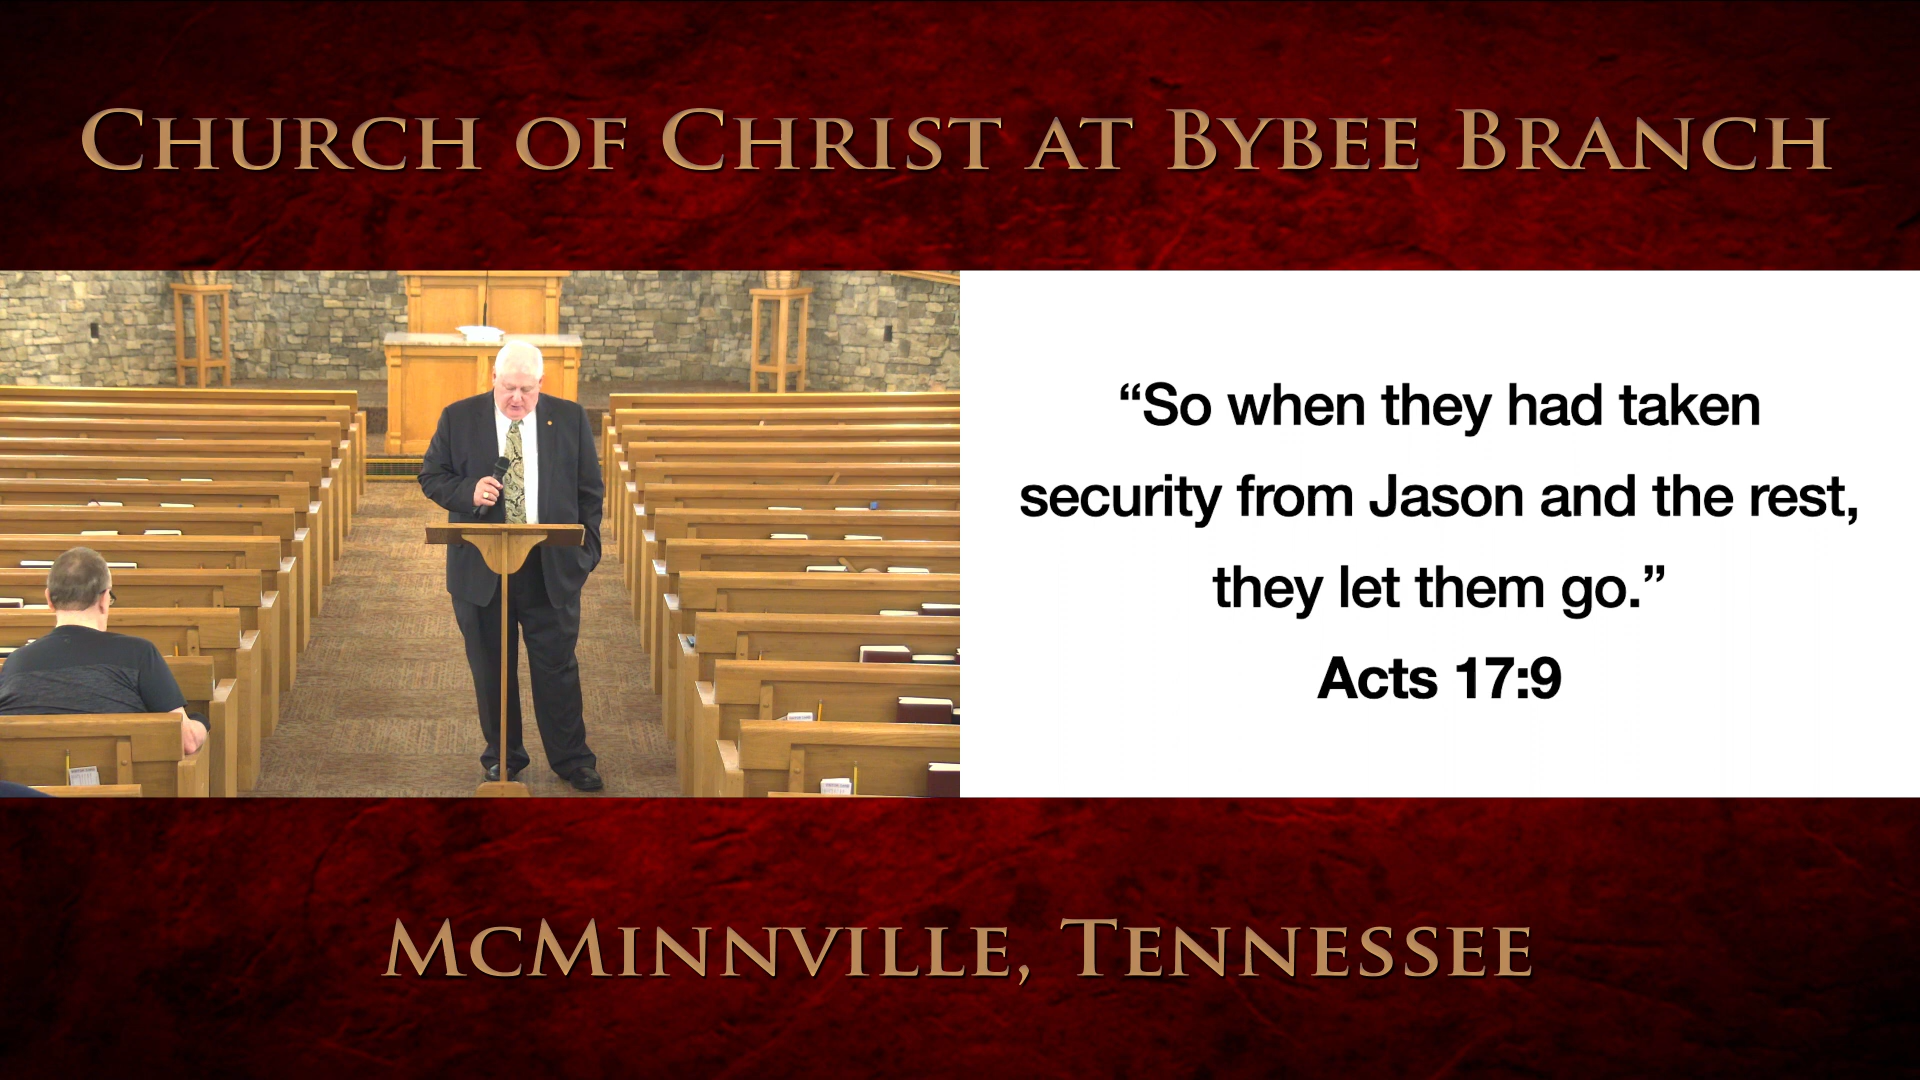 Church of Christ at Bybee Branch
“So when they had taken
security from Jason and the rest,
they let them go.”
Acts 17:9
McMinnville, Tennessee